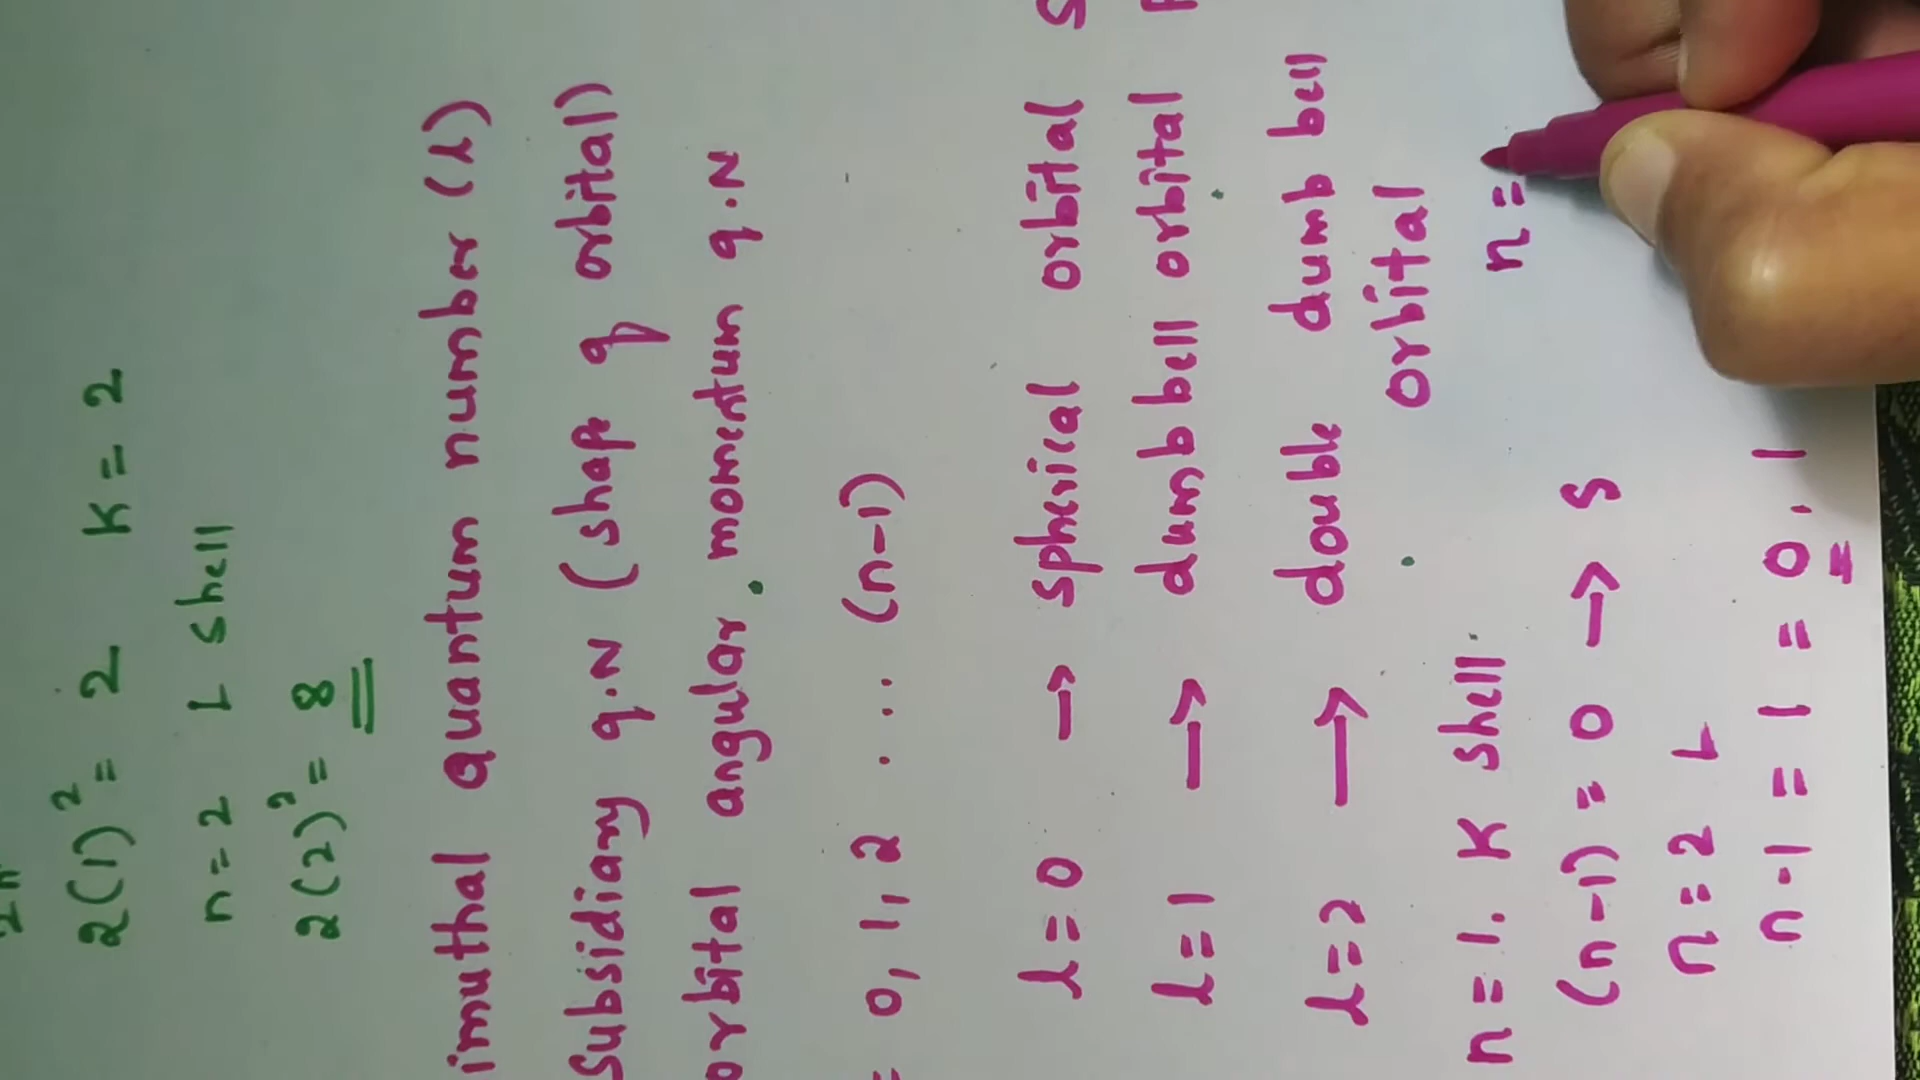 2(1)² = 2 K = 2
n = 2 L shell
2(2)² = 8
imuthal quantum number (l)
Subsidiary q.N (shape of orbital)
orbital angular momentum q.N
= 0, 1, 2 ... (n-1)
l = 0 → spherical orbital S
l = 1 → dumbbell orbital
l = 2 → double dumb bell
orbital
n = 1. K shell n =
(n-1) = 0 → S
n = 2 L
n-1 = 1 = 0, 1